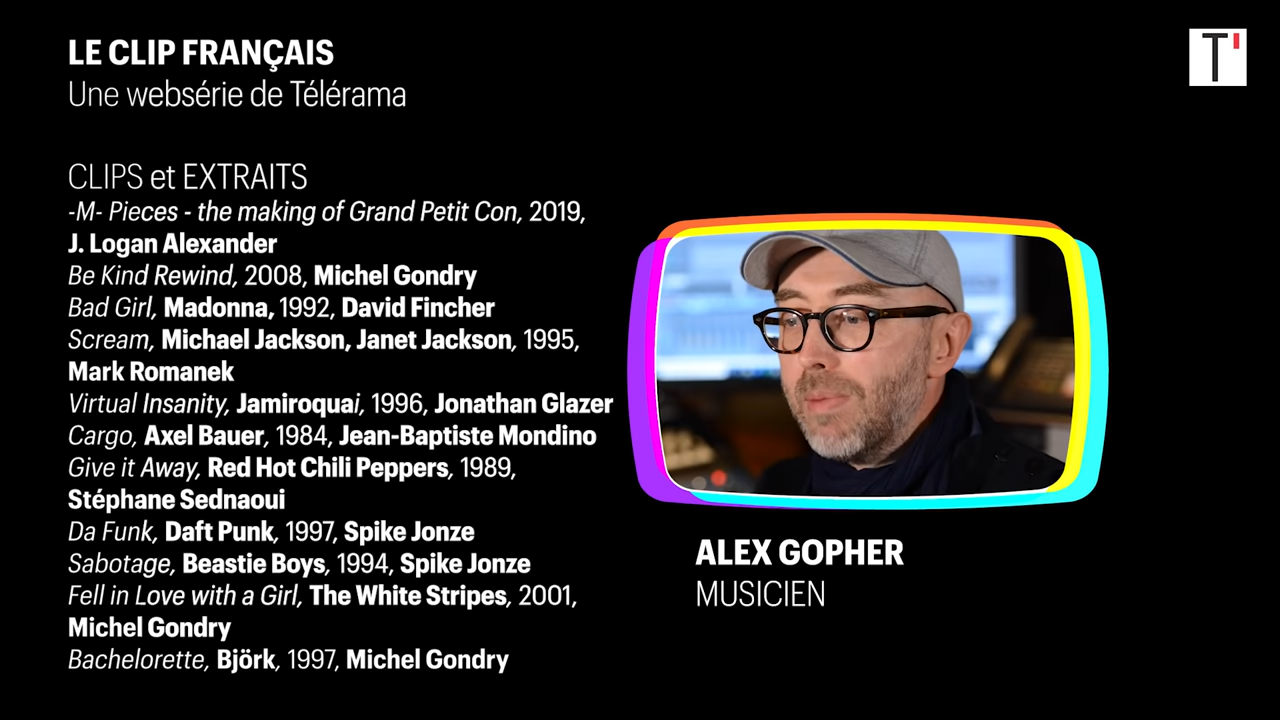 LE CLIP FRANÇAIS
Une websérie de Télérama
T'
CLIPS et EXTRAITS
-M- Pieces - the making of Grand Petit Con, 2019,
J. Logan Alexander
Be Kind Rewind, 2008, Michel Gondry
Bad Girl, Madonna, 1992, David Fincher
Scream, Michael Jackson, Janet Jackson, 1995,
Mark Romanek
Virtual Insanity, Jamiroquai, 1996, Jonathan Glazer
Cargo, Axel Bauer, 1984, Jean-Baptiste Mondino
Give it Away, Red Hot Chili Peppers, 1989,
Stéphane Sednaoui
Da Funk, Daft Punk, 1997, Spike Jonze
Sabotage, Beastie Boys, 1994, Spike Jonze
Fell in Love with a Girl, The White Stripes, 2001,
Michel Gondry
Bachelorette, Björk, 1997, Michel Gondry
ALEX GOPHER
MUSICIEN